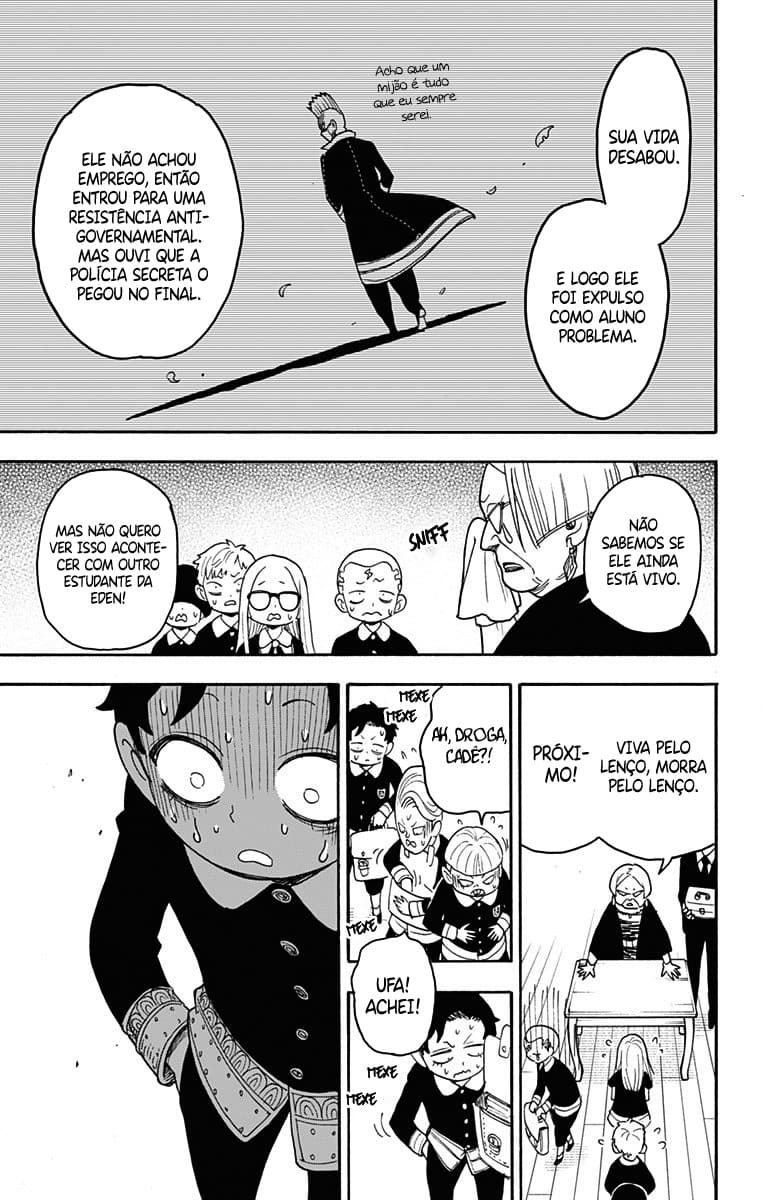 SUA VIDA
DESABOU.
E LOGO ELE
FOI EXPULSO
COMO ALUNO
PROBLEMA.
Acho que um
mijão é tudo
que eu sempre
serei.
ELE NÃO ACHOU
EMPREGO, ENTÃO
ENTROU PARA UMA
RESISTÊNCIA ANTI-
GOVERNAMENTAL.
MAS OUVI QUE A
POLÍCIA SECRETA O
PEGOU NO FINAL.
NÃO
SABEMOS SE
ELE AINDA
ESTÁ VIVO.
SNIFF
MAS NÃO QUERO
VER ISSO ACONTE-
CER COM OUTRO
ESTUDANTE DA
EDEN!
VIVA PELO
LENÇO, MORRA
PELO LENÇO.
PRÓXI-
MO!
MEXE
MEXE
AH, DROGA,
CADÊ?!
MEXE
MEXE
UFA!
ACHEI!
MEXE
MEXE